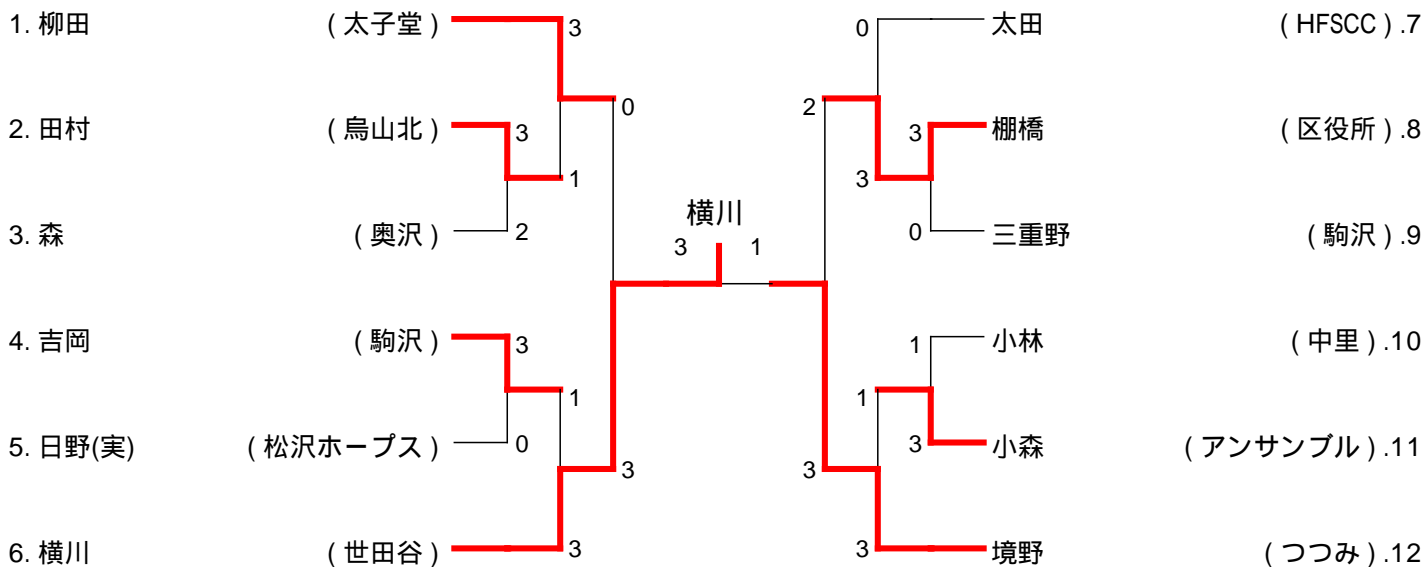 1. 柳田 ( 太子堂 ) 3 0 太田 ( HFSCC ) .7
0 2
2. 田村 ( 烏山北 ) 3 3 棚橋 ( 区役所 ) .8
1 3
横川
3. 森 ( 奥沢 ) 2 0 三重野 ( 駒沢 ) .9
3 1
4. 吉岡 ( 駒沢 ) 3 1 小林 ( 中里 ) .10
1 1
5. 日野(実) ( 松沢ホープス ) 0 3 小森 ( アンサンブル ) .11
3 3
6. 横川 ( 世田谷 ) 3 3 境野 ( つつみ ) .12